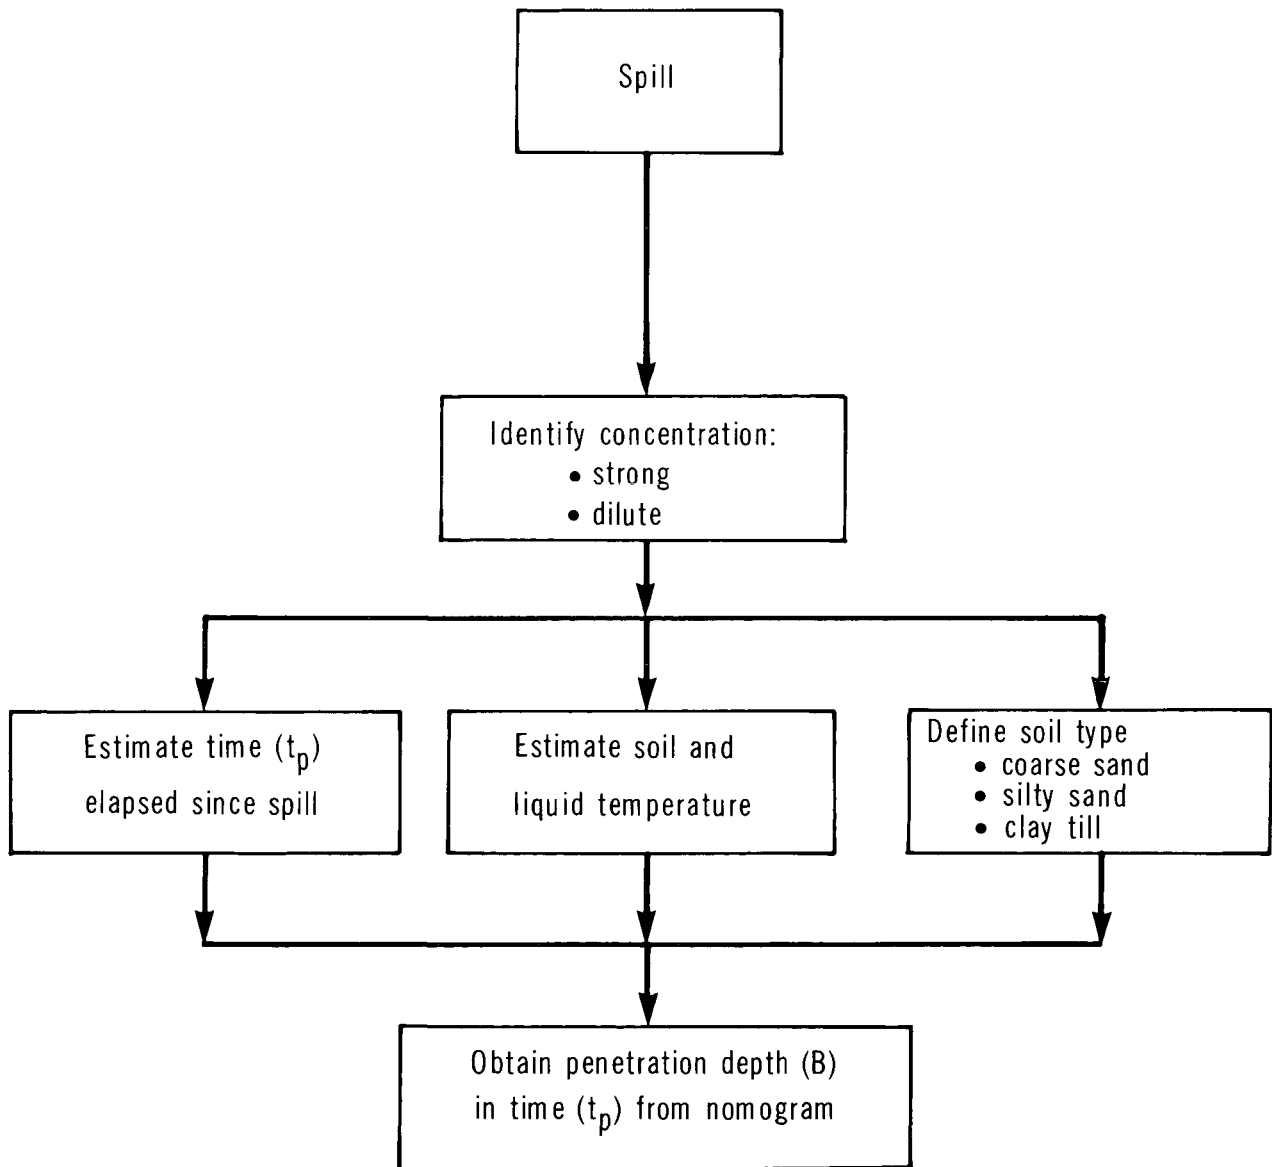 Spill
Identify concentration:
• strong
• dilute
Estimate time (tp)
elapsed since spill
Estimate soil and
liquid temperature
Define soil type
• coarse sand
• silty sand
• clay till
Obtain penetration depth (B)
in time (tp) from nomogram